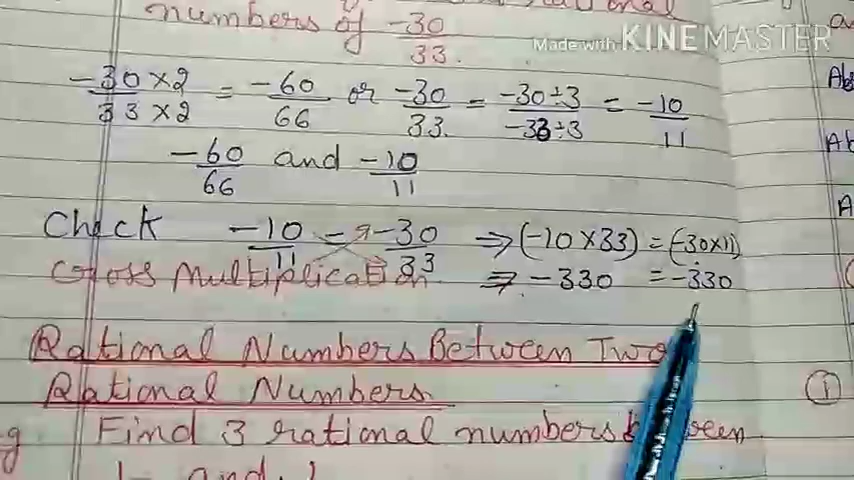 numbers of -30/33.
Made with KINEMASTER
-30×2/33×2 = -60/66 or -30/33. = -30÷3/-33÷3 = -10/11
-60/66 and -10/11
Check -10/11 = -30/33 ⇒ (-10×33) = (-30×11)
Cross Multiplication ⇒ -330 = -330
Rational Numbers Between Two
Rational Numbers.
Find 3 rational numbers
and